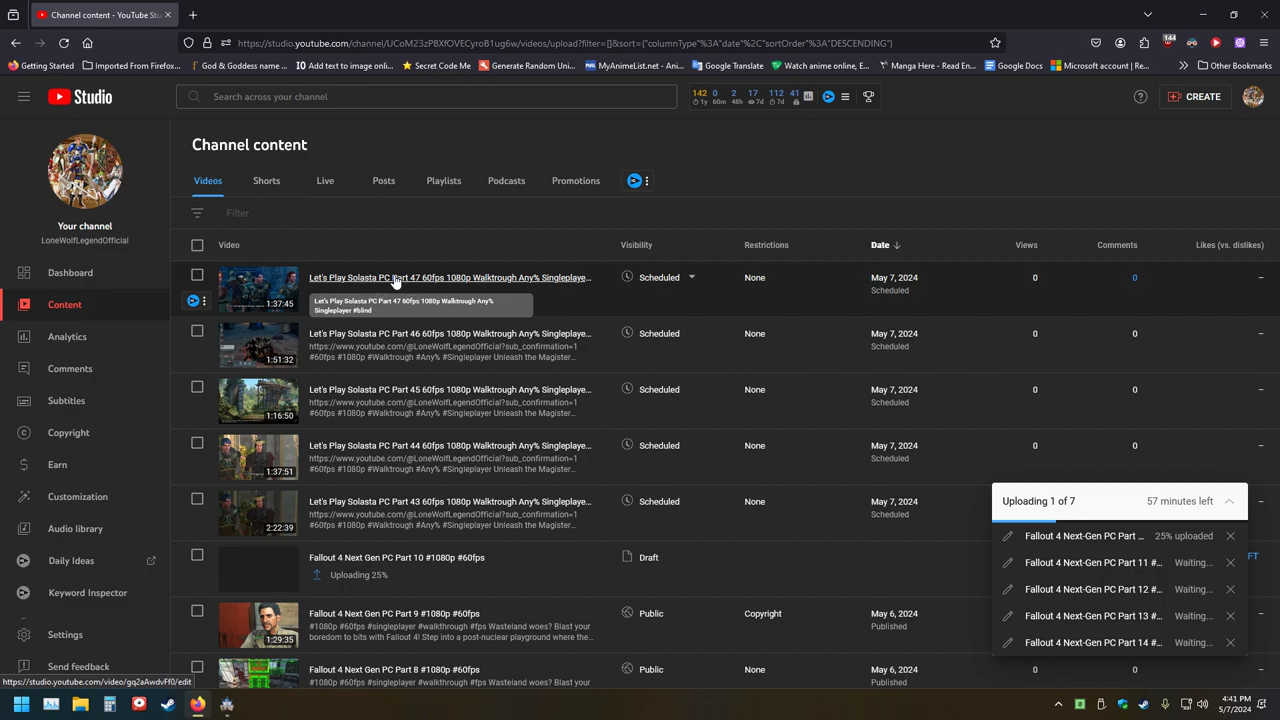 Channel content - YouTube Stu
https://studio.youtube.com/channel/UCoM23zPBXfOVECyroB1ug6w/videos/upload?filter=[]&sort={"columnType"%3A"date"%2C"sortOrder"%3A"DESCENDING"}
144
Getting Started
Imported From Firefox...
God & Goddess name ...
Add text to image onl...
Secret Code Me
Generate Random Uni...
MyAnimeList.net - Ani...
Google Translate
Watch anime online, E...
Manga Here - Read En...
Google Docs
Microsoft account | Re...
Other Bookmarks
Studio
Search across your channel
142 0 2 17 112 41
1y 60m 48h 7d 7d
CREATE
Your channel
LoneWolfLegendOfficial
Dashboard
Content
Analytics
Comments
Subtitles
Copyright
Earn
Customization
Audio library
Daily Ideas
Keyword Inspector
Settings
Send feedback
Channel content
Videos Shorts Live Posts Playlists Podcasts Promotions
Filter
Video Visibility Restrictions Date Views Comments Likes (vs. dislikes)
1:37:45
Let's Play Solasta PC Part 47 60fps 1080p Walktrough Any% Singleplaye...
Let's Play Solasta PC Part 47 60fps 1080p Walktrough Any%
Singleplayer #blind
Scheduled None May 7, 2024 0 0 –
Scheduled
1:51:32
Let's Play Solasta PC Part 46 60fps 1080p Walktrough Any% Singleplaye...
https://www.youtube.com/@LoneWolfLegendOfficial?sub_confirmation=1
#60fps #1080p #Walktrough #Any% #Singleplayer Unleash the Magister...
Scheduled None May 7, 2024 0 0 –
Scheduled
1:16:50
Let's Play Solasta PC Part 45 60fps 1080p Walktrough Any% Singleplaye...
https://www.youtube.com/@LoneWolfLegendOfficial?sub_confirmation=1
#60fps #1080p #Walktrough #Any% #Singleplayer Unleash the Magister...
Scheduled None May 7, 2024 0 0 –
Scheduled
1:37:51
Let's Play Solasta PC Part 44 60fps 1080p Walktrough Any% Singleplaye...
https://www.youtube.com/@LoneWolfLegendOfficial?sub_confirmation=1
#60fps #1080p #Walktrough #Any% #Singleplayer Unleash the Magister...
Scheduled None May 7, 2024 0 0 –
Scheduled
2:22:39
Let's Play Solasta PC Part 43 60fps 1080p Walktrough Any% Singleplaye...
https://www.youtube.com/@LoneWolfLegendOfficial?sub_confirmation=1
#60fps #1080p #Walktrough #Any% #Singleplayer Unleash the Magister...
Scheduled None May 7, 2024
Scheduled
Fallout 4 Next Gen PC Part 10 #1080p #60fps
Uploading 25%
Draft
FT
1:29:35
Fallout 4 Next Gen PC Part 9 #1080p #60fps
#1080p #60fps #singleplayer #walktrough #fps Wasteland woes? Blast your
boredom to bits with Fallout 4! Step into a post-nuclear playground where the...
Public Copyright May 6, 2024
Published
Fallout 4 Next Gen PC Part 8 #1080p #60fps
#1080p #60fps #singleplayer #walktrough #fps Wasteland woes? Blast your
Public None May 6, 2024 0 0 –
Published
Uploading 1 of 7 57 minutes left
Fallout 4 Next-Gen PC Part ... 25% uploaded
Fallout 4 Next-Gen PC Part 11 #... Waiting...
Fallout 4 Next-Gen PC Part 12 #... Waiting...
Fallout 4 Next-Gen PC Part 13 #... Waiting...
Fallout 4 Next-Gen PC Part 14 #... Waiting...
https://studio.youtube.com/video/gq2aAwdvFf0/edit
4:41 PM
5/7/2024